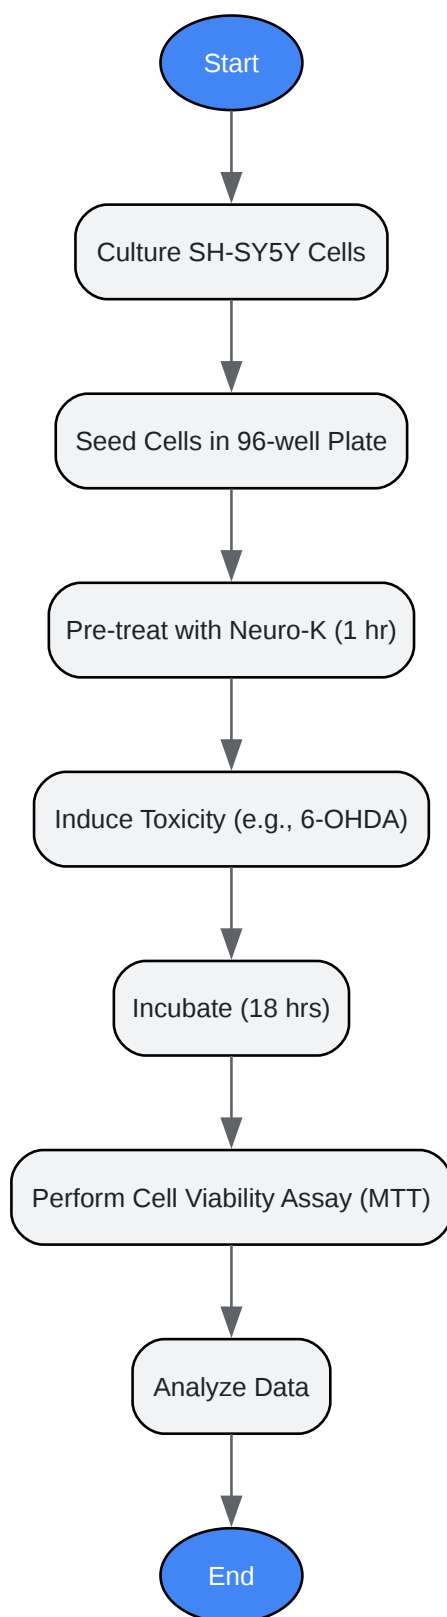 Start
Culture SH-SY5Y Cells
Seed Cells in 96-well Plate
Pre-treat with Neuro-K (1 hr)
Induce Toxicity (e.g., 6-OHDA)
Incubate (18 hrs)
Perform Cell Viability Assay (MTT)
Analyze Data
End